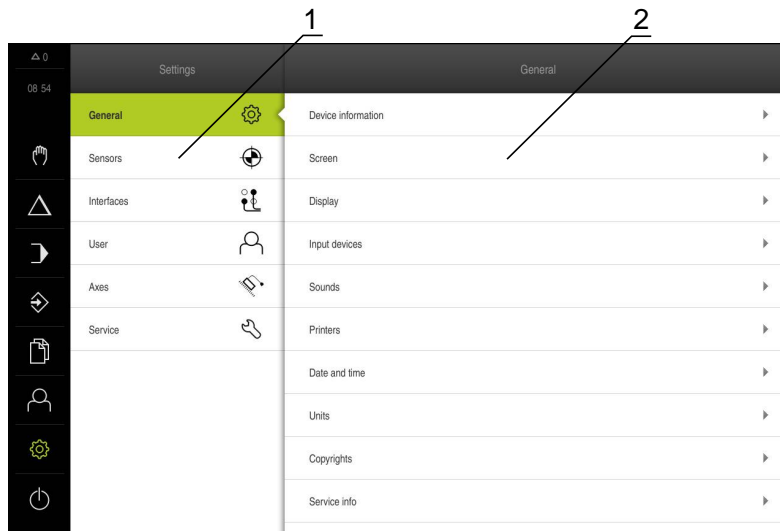 1
2
0
Settings
General
08 54
General
Device information
Sensors
Screen
Interfaces
Display
User
Input devices
Axes
Sounds
Service
Printers
Date and time
Units
Copyrights
Service info